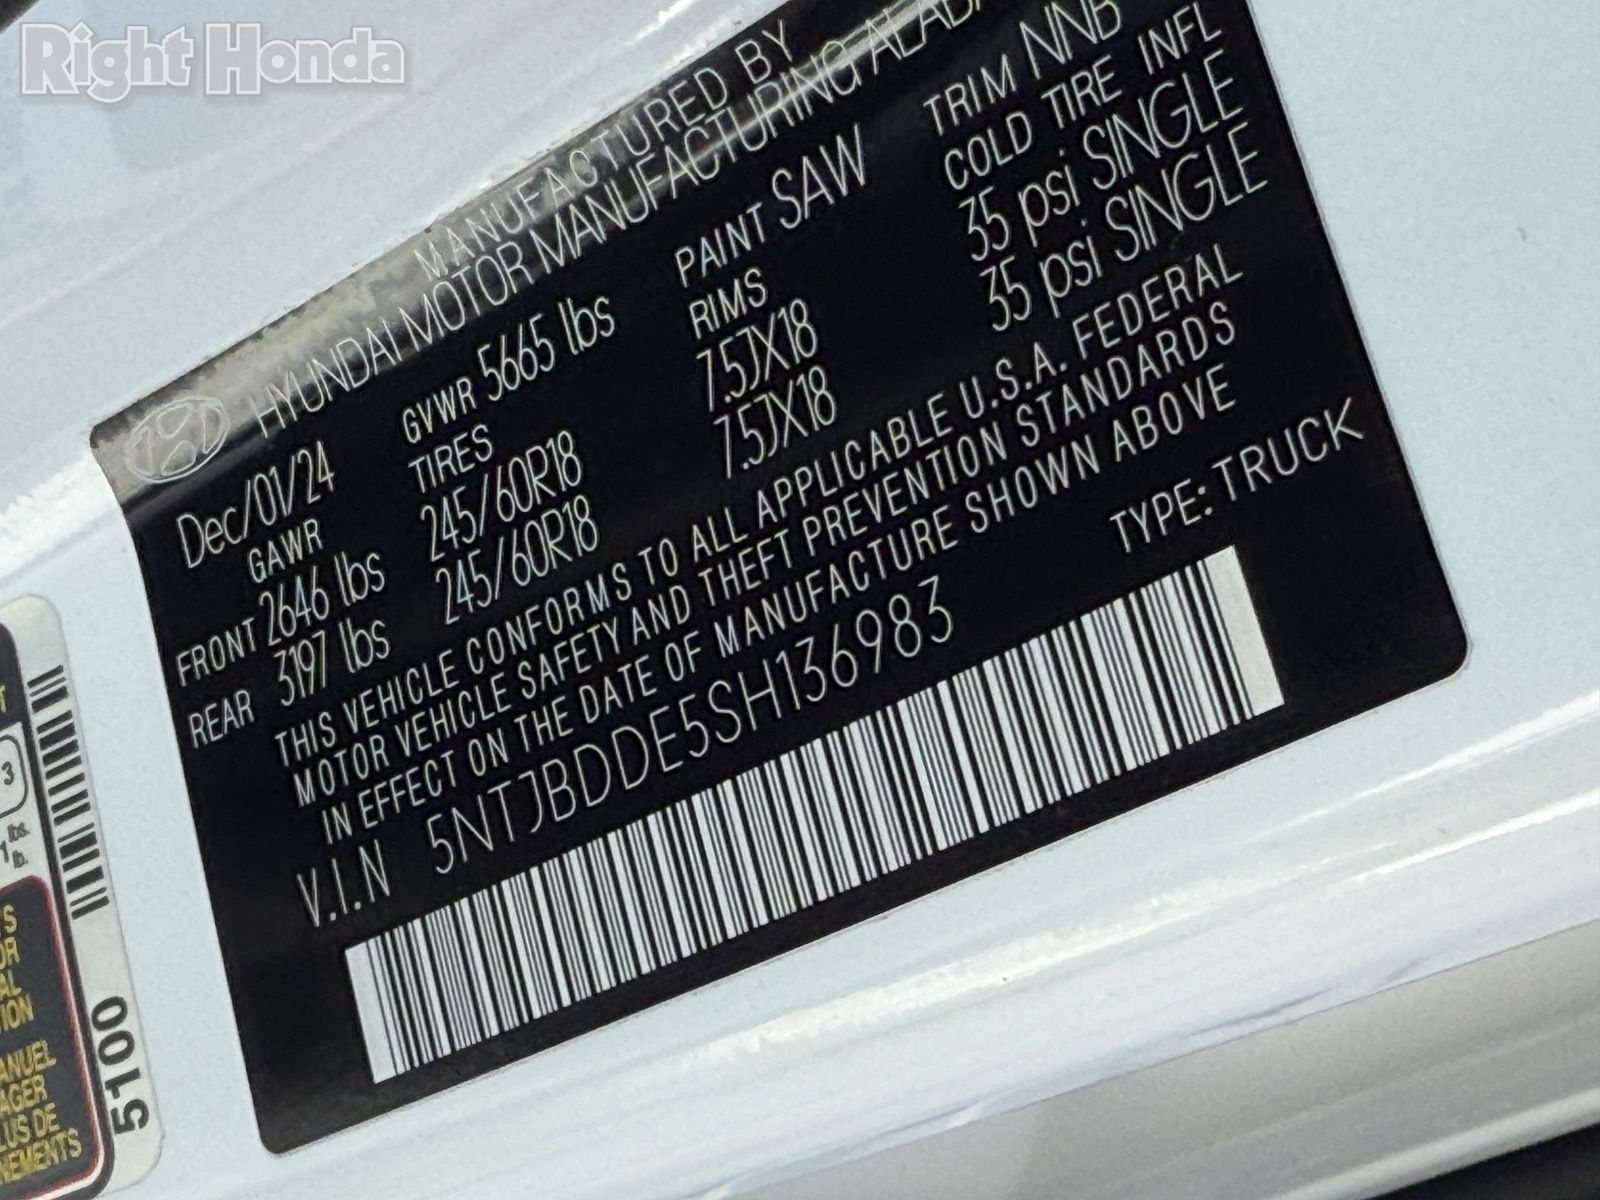 Right Honda
MANUFACTURED BY
HYUNDAI MOTOR MANUFACTURING
Dec/01/24 GVWR 5665 lbs PAINT SAW TRIM NNB
GAWR TIRES RIMS COLD TIRE INFL
FRONT 2646 lbs 245/60R18 7.5JX18 35 psi SINGLE
REAR 3197 lbs 245/60R18 7.5JX18 35 psi SINGLE
THIS VEHICLE CONFORMS TO ALL APPLICABLE U.S.A. FEDERAL
MOTOR VEHICLE SAFETY AND THEFT PREVENTION STANDARDS
IN EFFECT ON THE DATE OF MANUFACTURE SHOWN ABOVE
V.I.N 5NTJBDDE5SH136983 TYPE: TRUCK
3
lbs.
lb.
5100